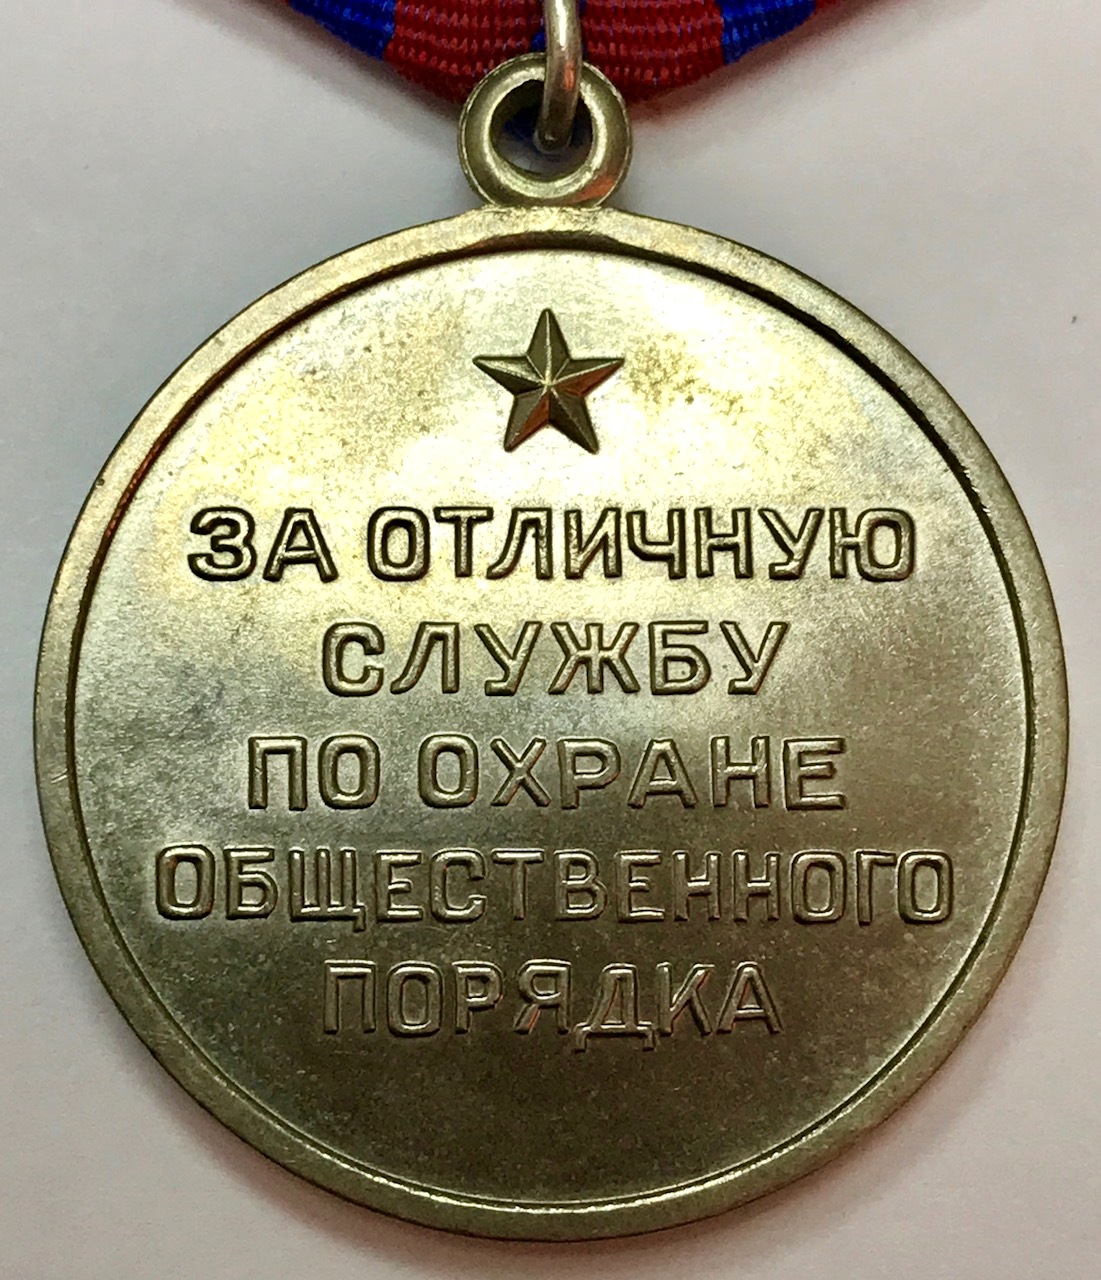 ЗА ОТЛИЧНУЮ
СЛУЖБУ
ПО ОХРАНЕ
ОБЩЕСТВЕННОГО
ПОРЯДКА